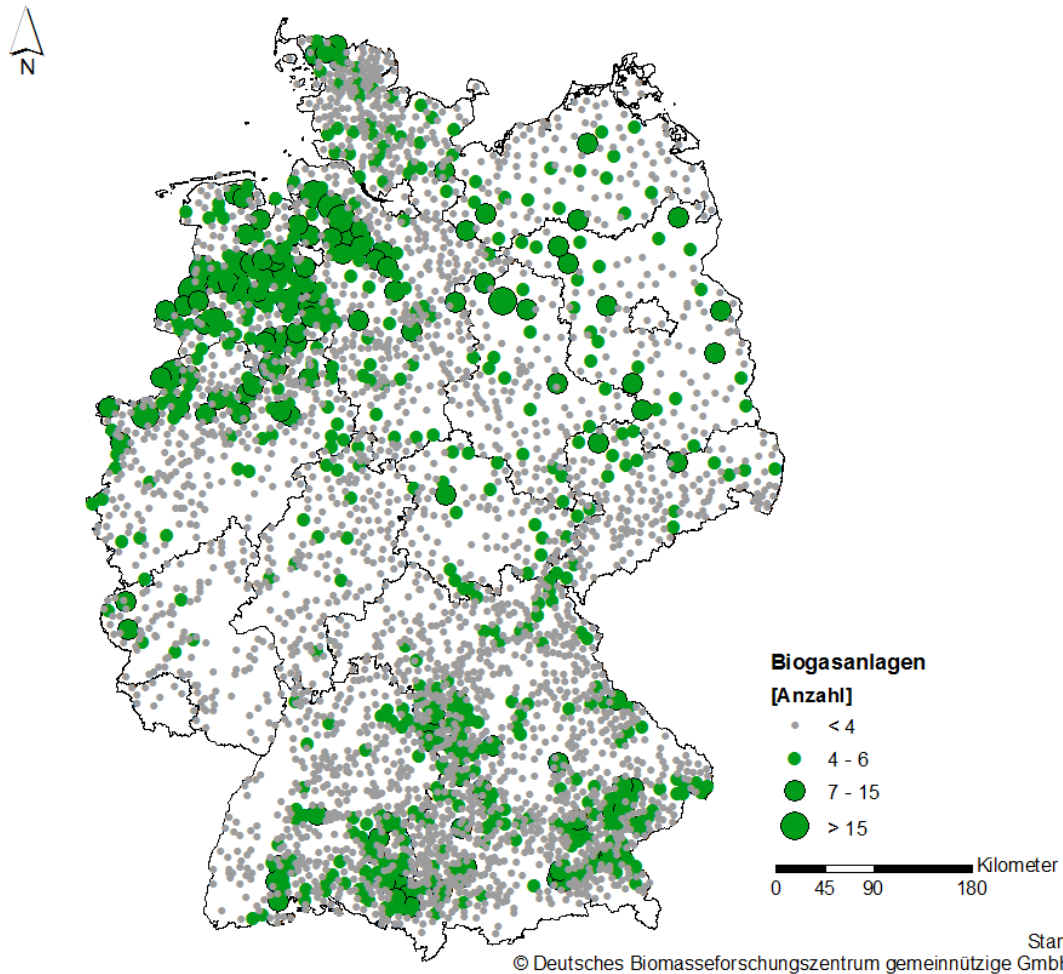 N
Biogasanlagen
[Anzahl]
< 4
4 - 6
7 - 15
> 15
Kilometer
0 45 90 180
© Deutsches Biomasseforschungszentrum gemeinnützige